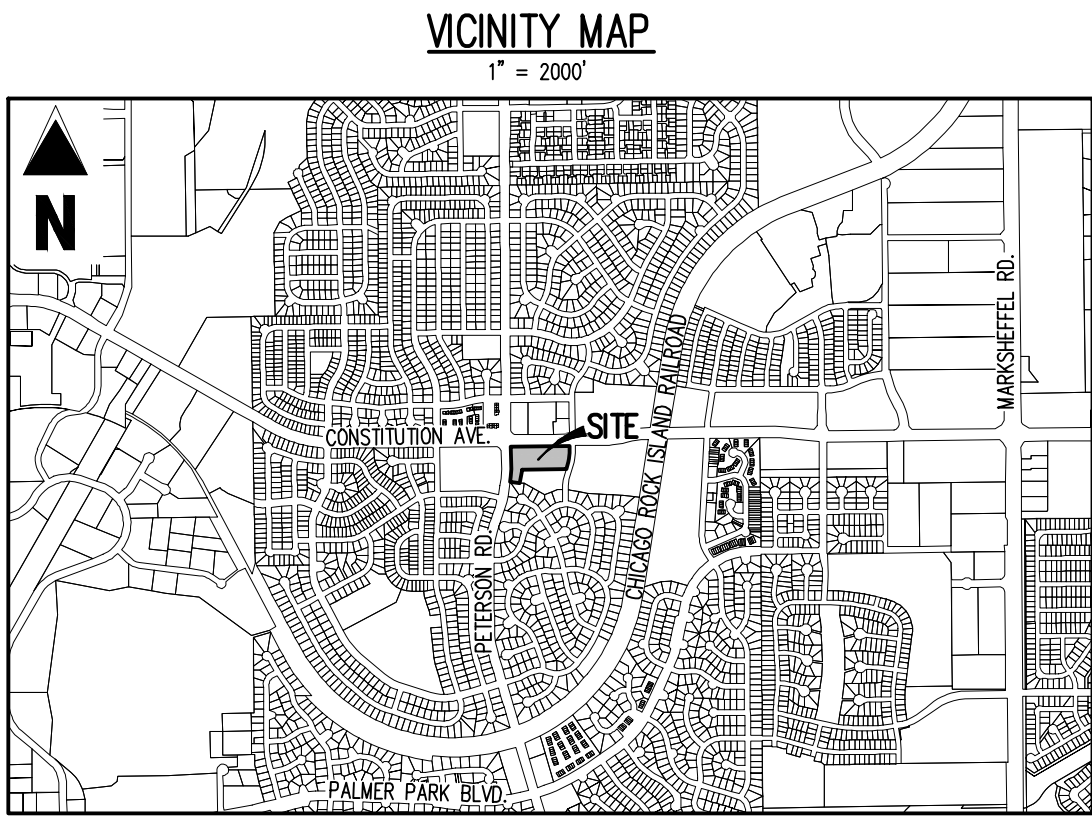 VICINITY MAP
1" = 2000'
N
MARKSHEFFEL RD.
CHICAGO ROCK ISLAND RAILROAD
SITE
CONSTITUTION AVE.
PETERSON RD.
PALMER PARK BLVD.